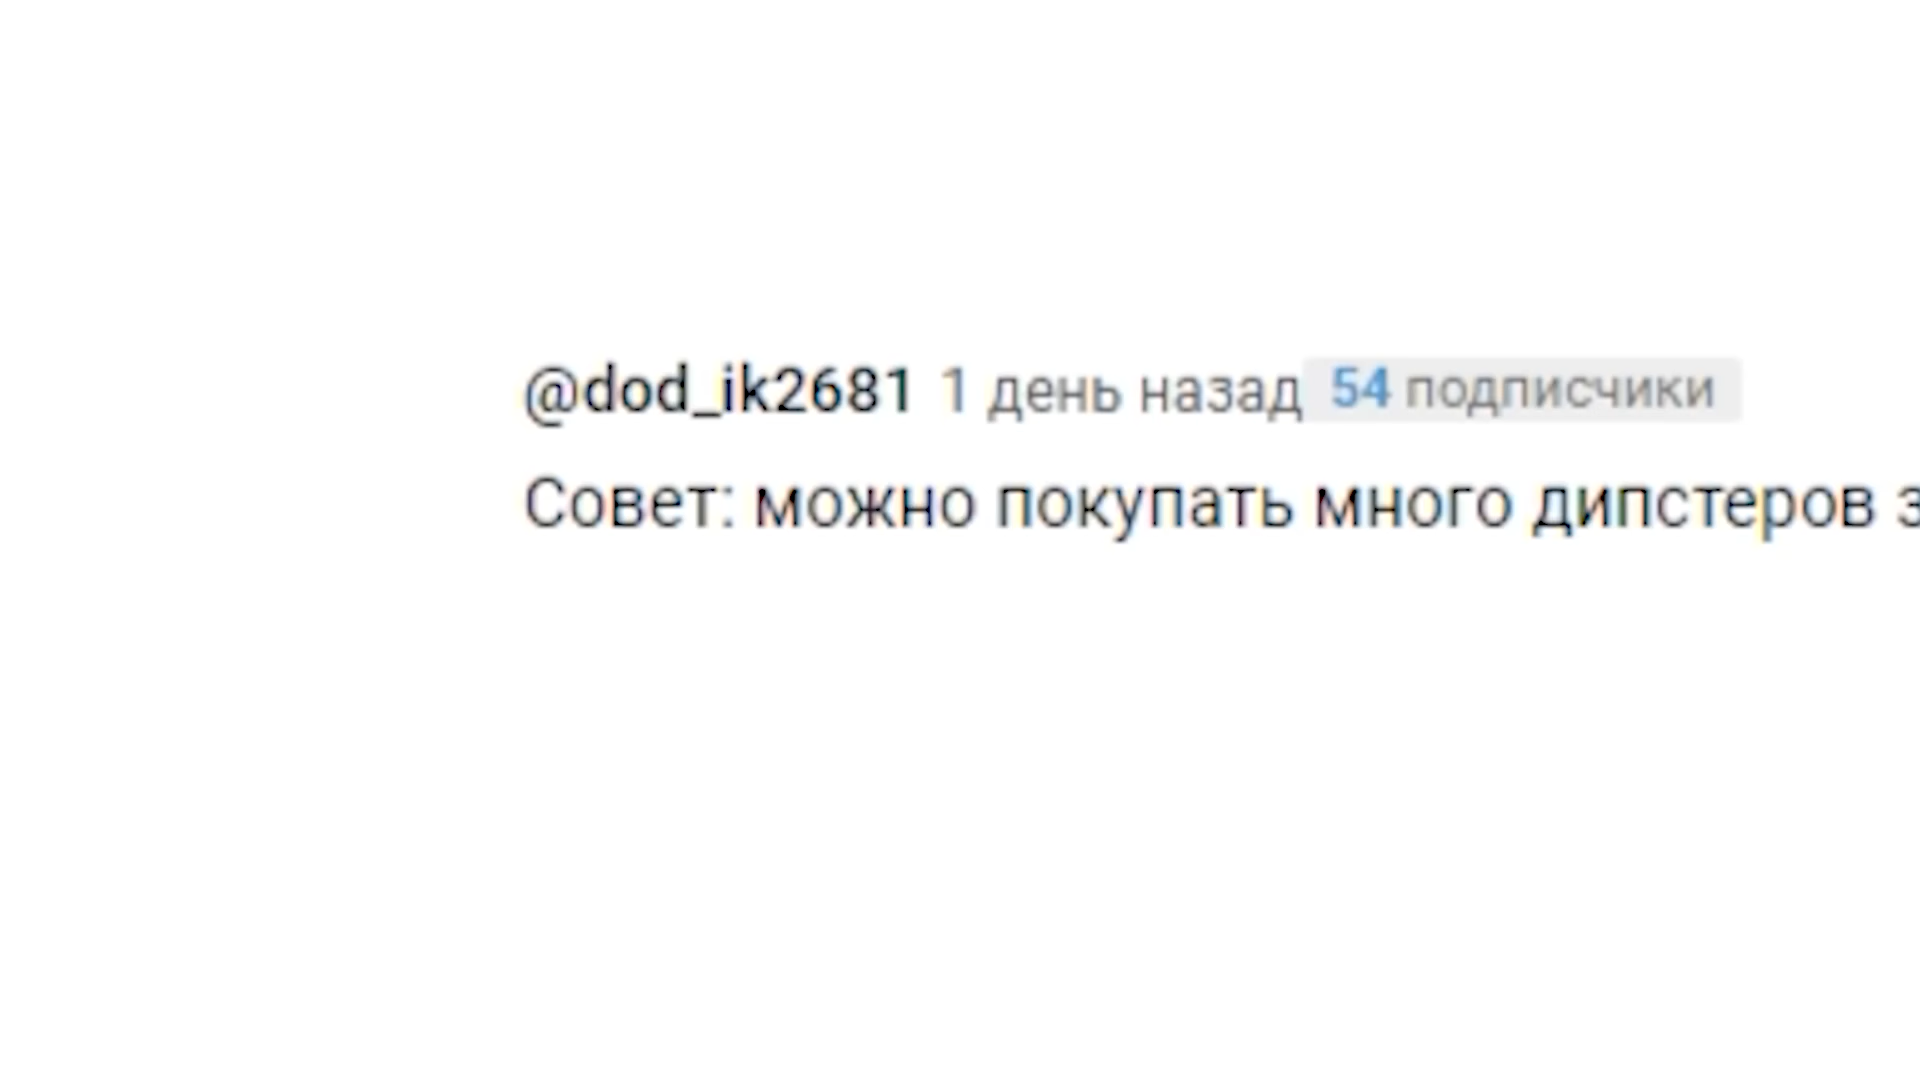 @dod_ik2681 1 день назад 54 подписчики
Совет: можно покупать много дипстеров